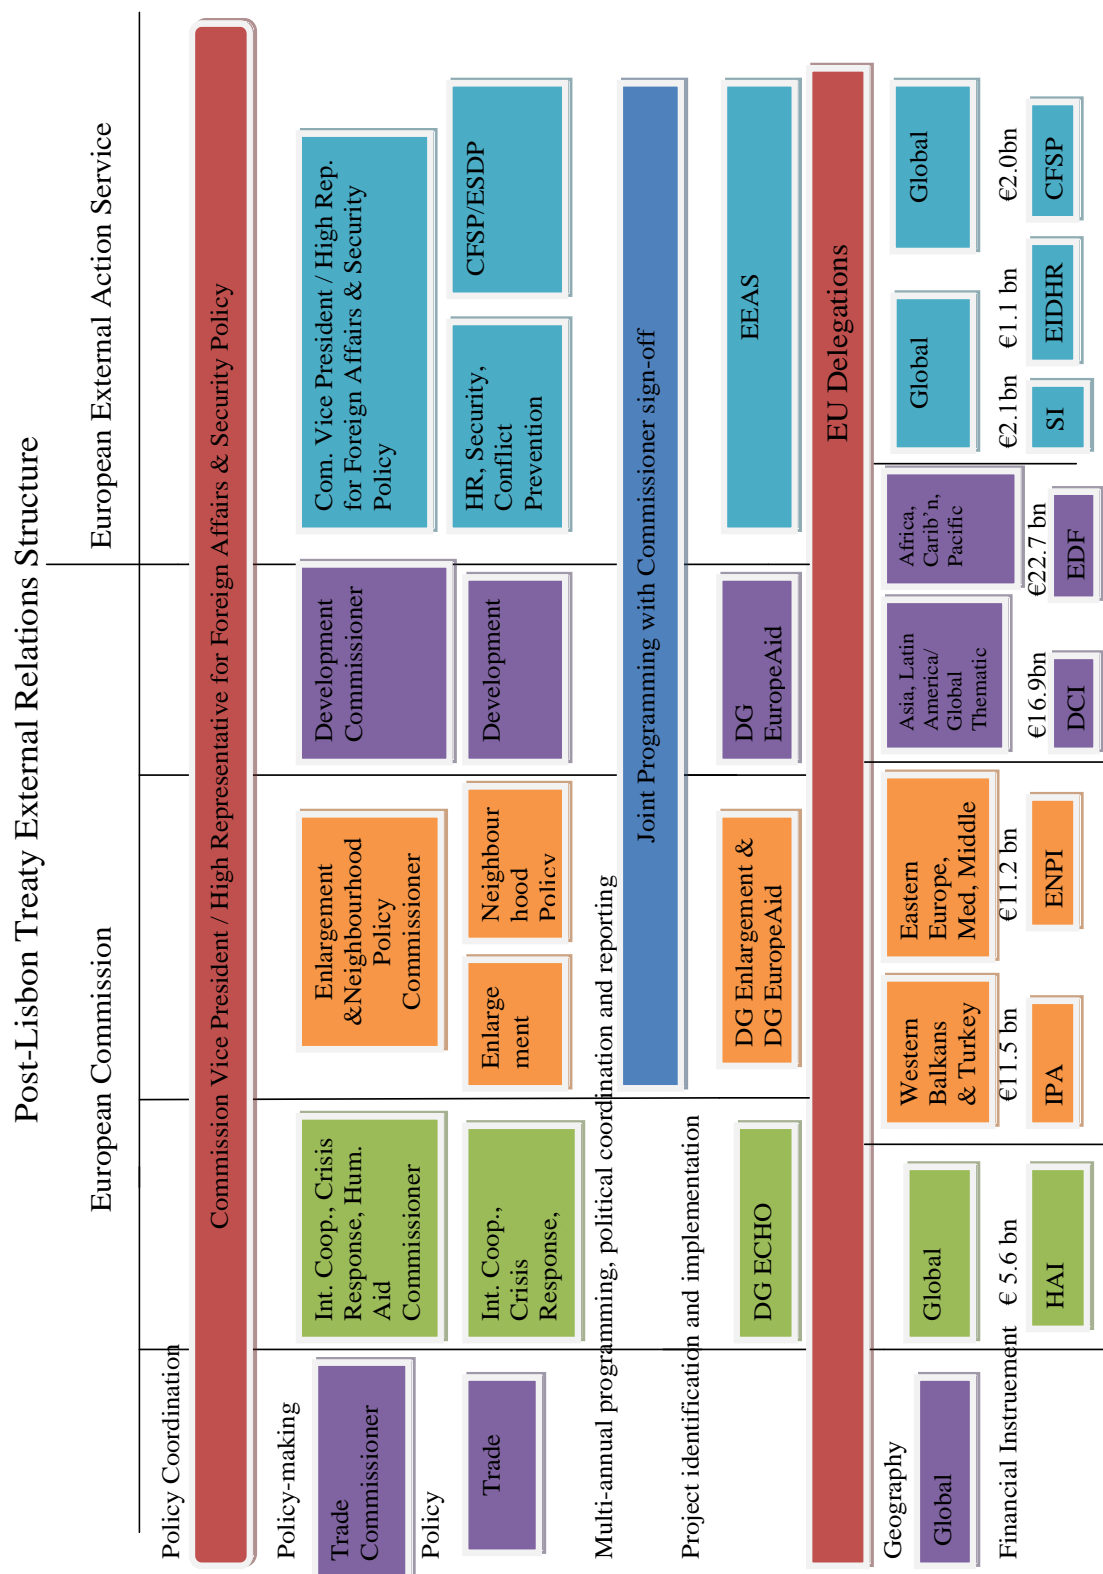 Post-Lisbon Treaty External Relations Structure
European Commission
European External Action Service
Policy Coordination
Commission Vice President / High Representative for Foreign Affairs & Security Policy
Policy-making
Trade
Commissioner
Int. Coop., Crisis
Response, Hum.
Aid
Commissioner
Enlargement
&Neighbourhood
Policy
Commissioner
Development
Commissioner
Com. Vice President / High Rep.
for Foreign Affairs & Security
Policy
Policy
Trade
Int. Coop.,
Crisis
Response,
Enlarge
ment
Neighbour
hood
Policy
Development
HR, Security,
Conflict
Prevention
CFSP/ESDP
Multi-annual programming, political coordination and reporting
Joint Programming with Commissioner sign-off
Project identification and implementation
DG ECHO
DG Enlargement &
DG EuropeAid
DG
EuropeAid
EEAS
EU Delegations
Geography
Global
Global
Western
Balkans
& Turkey
Eastern
Europe,
Med, Middle
Asia, Latin
America/
Global
Thematic
Africa,
Carib’n,
Pacific
Global
Global
Financial Instruement
€ 5.6 bn
€11.5 bn
€11.2 bn
€16.9bn
€22.7 bn
€2.1bn
€1.1 bn
€2.0bn
HAI
IPA
ENPI
DCI
EDF
SI
EIDHR
CFSP